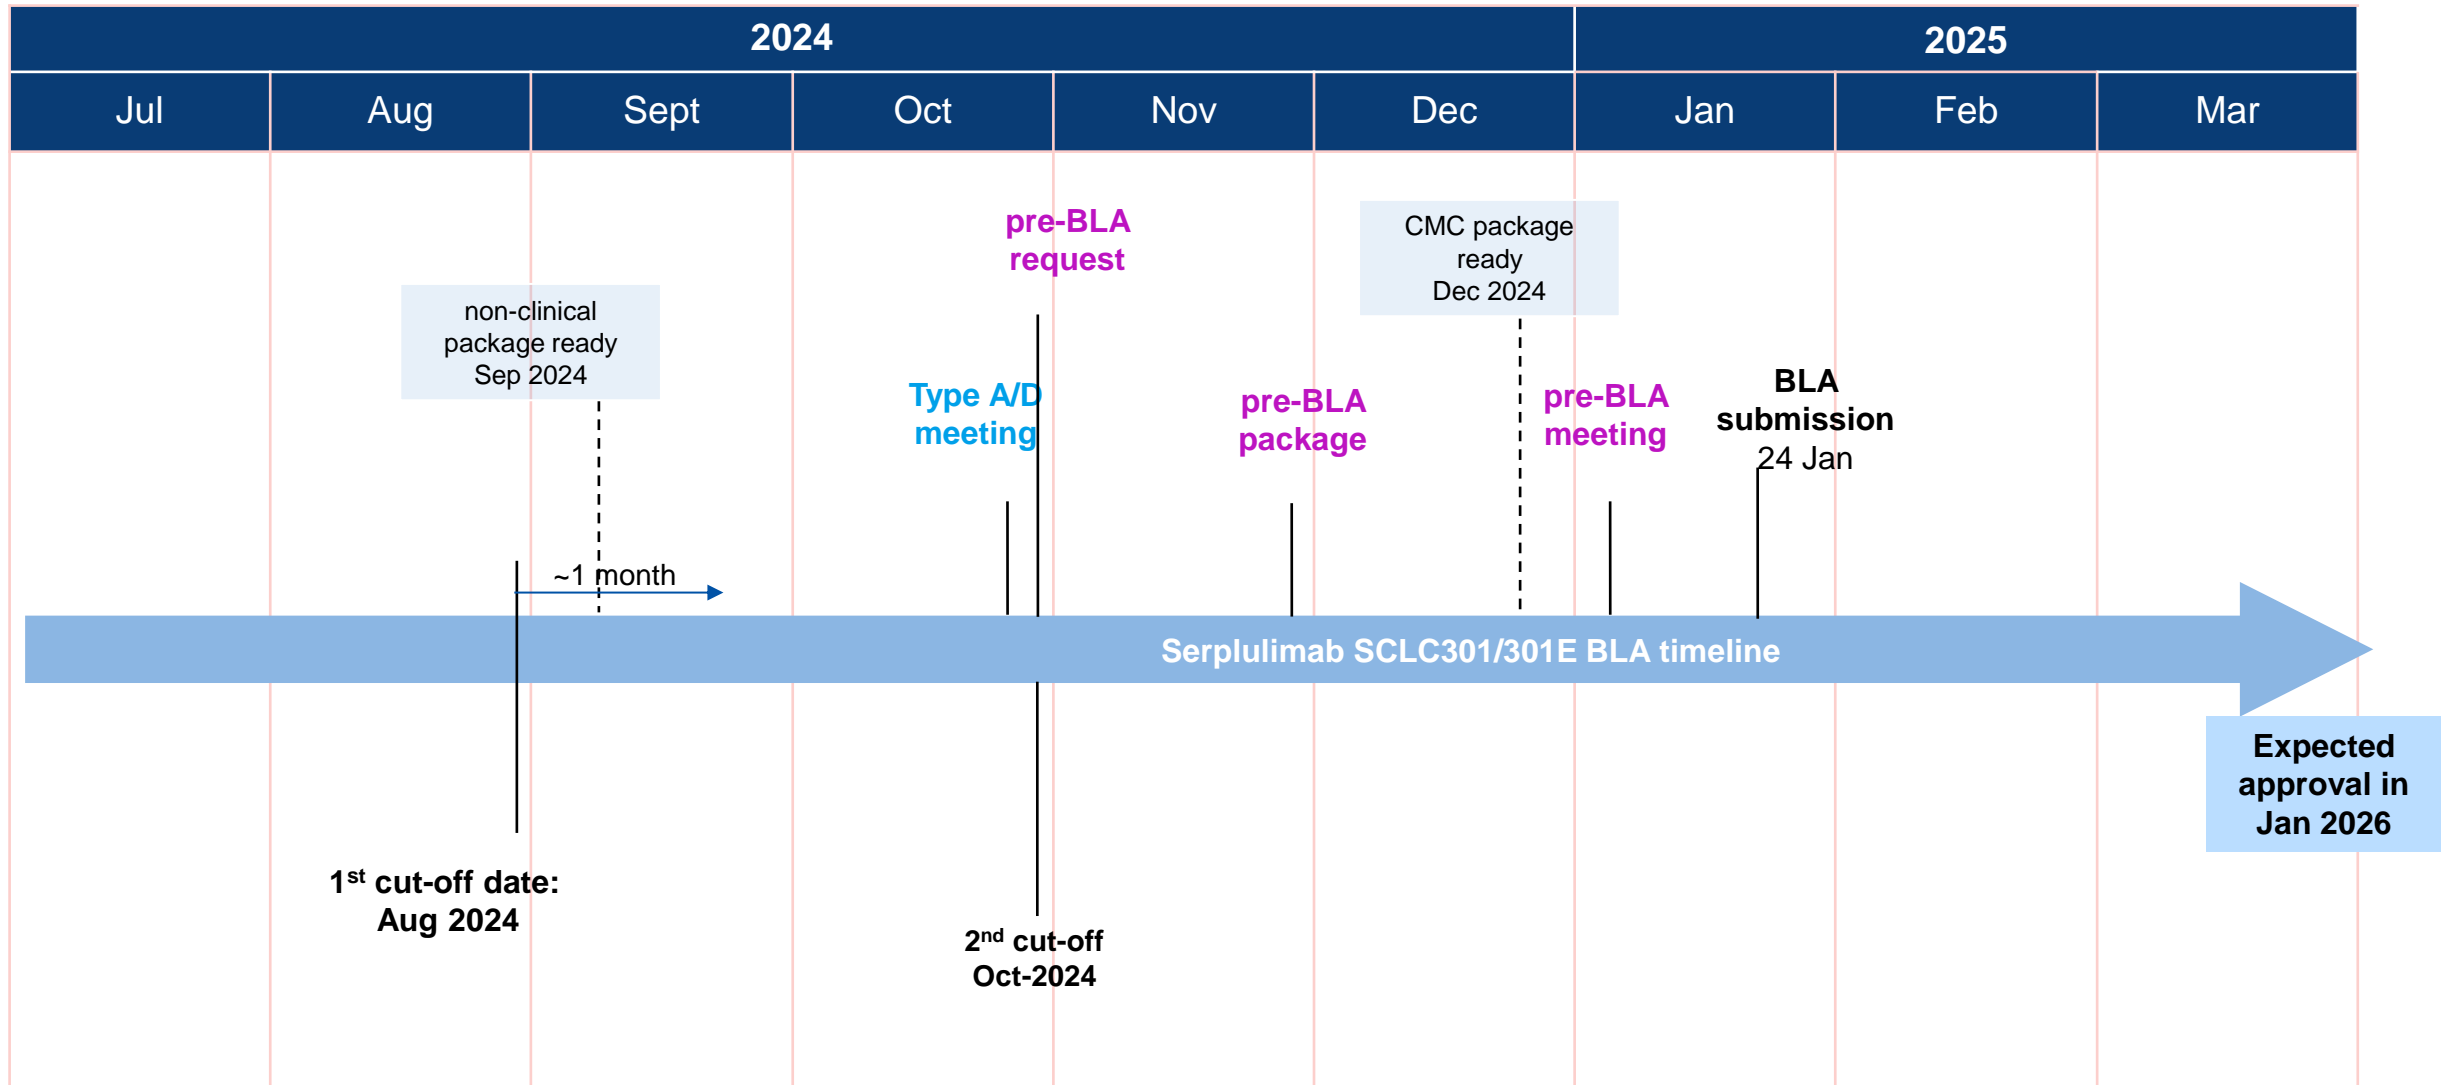 2024
2025
Jul
Aug
Sept
Oct
Nov
Dec
Jan
Feb
Mar
pre-BLA
request
CMC package
ready
Dec 2024
non-clinical
package ready
Sep 2024
Type A/D
meeting
pre-BLA
package
pre-BLA
meeting
BLA
submission
24 Jan
~1 month
Serplulimab SCLC301/301E BLA timeline
Expected
approval in
Jan 2026
1st cut-off date:
Aug 2024
2nd cut-off
Oct-2024